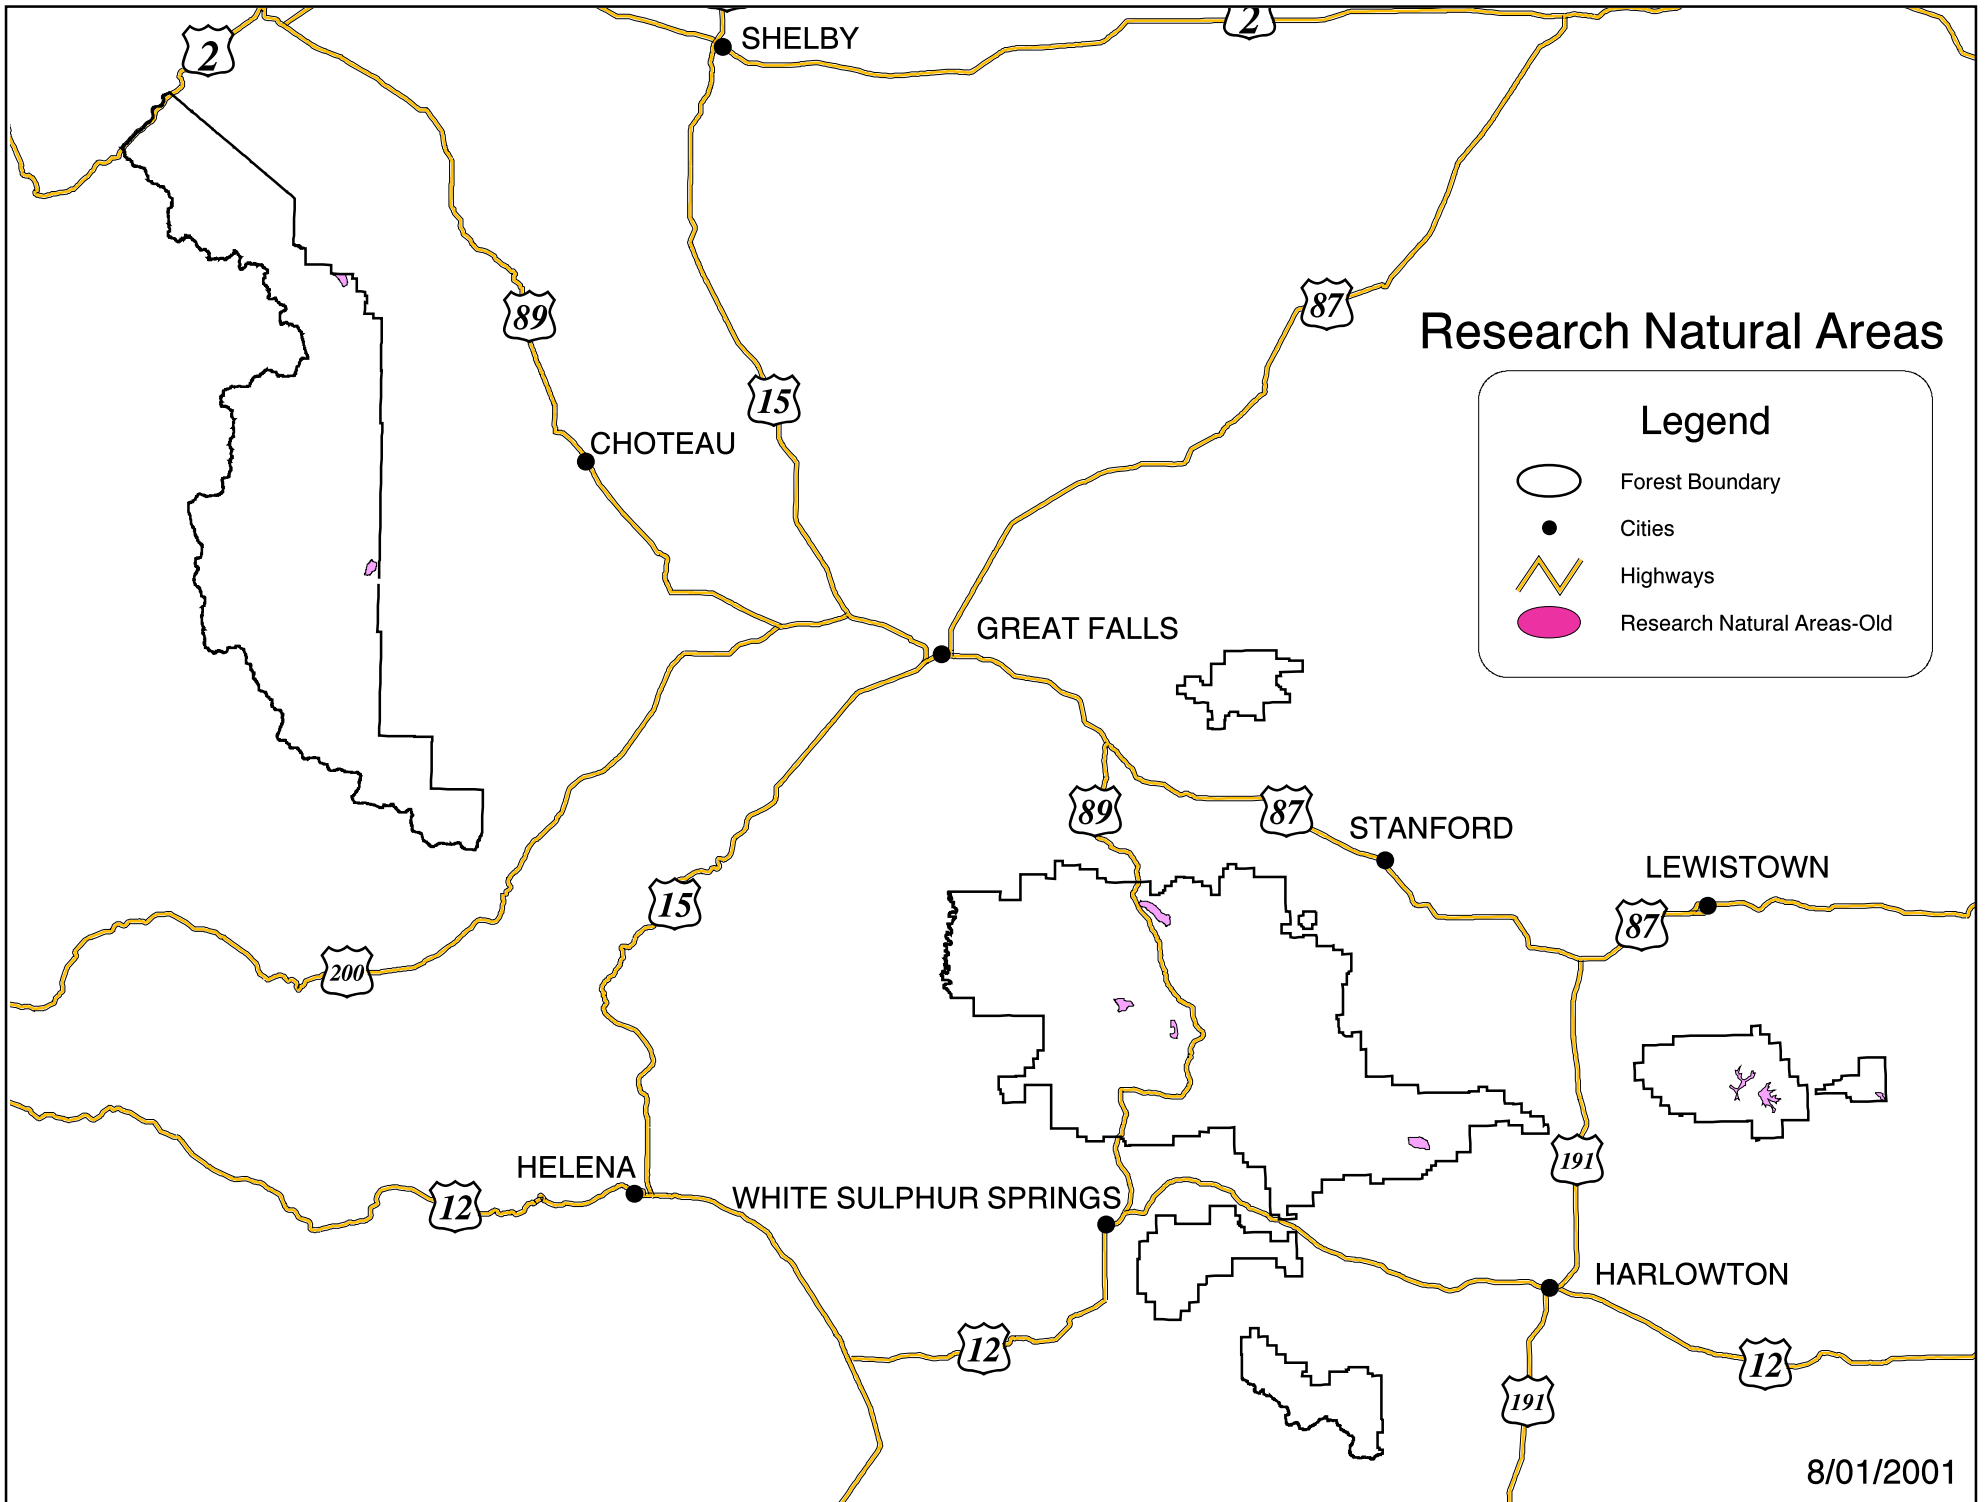 2
SHELBY
2
89
87
Research Natural Areas
15
Legend
CHOTEAU
Forest Boundary
Cities
Highways
Research Natural Areas-Old
GREAT FALLS
89
87
STANFORD
LEWISTOWN
15
87
200
191
HELENA
WHITE SULPHUR SPRINGS
12
HARLOWTON
12
12
191
8/01/2001